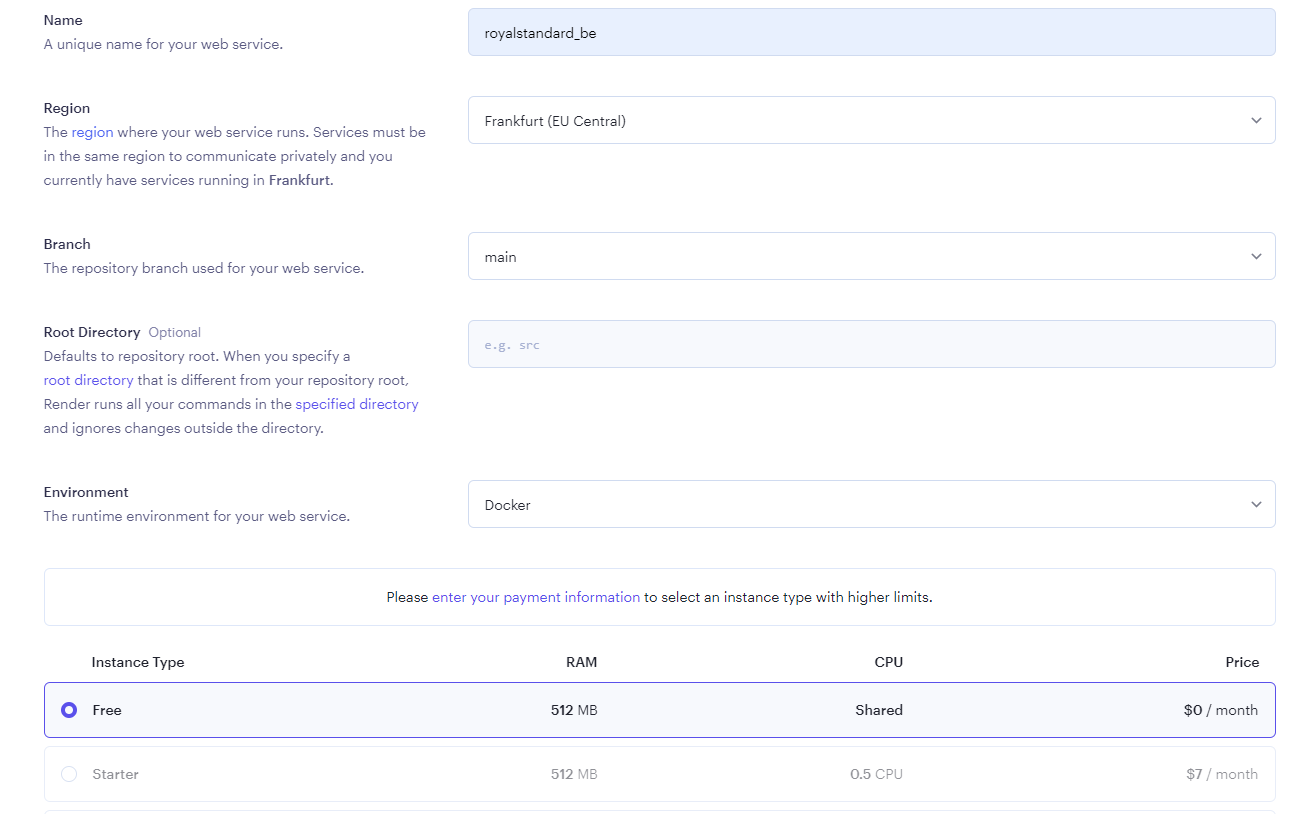 Name
A unique name for your web service.
royalstandard_be
Region
The region where your web service runs. Services must be
in the same region to communicate privately and you
currently have services running in Frankfurt.
Frankfurt (EU Central)
Branch
The repository branch used for your web service.
main
Root Directory Optional
Defaults to repository root. When you specify a
root directory that is different from your repository root,
Render runs all your commands in the specified directory
and ignores changes outside the directory.
e.g. src
Environment
The runtime environment for your web service.
Docker
Please enter your payment information to select an instance type with higher limits.
Instance Type RAM CPU Price
Free 512 MB Shared $0 / month
Starter 512 MB 0.5 CPU $7 / month